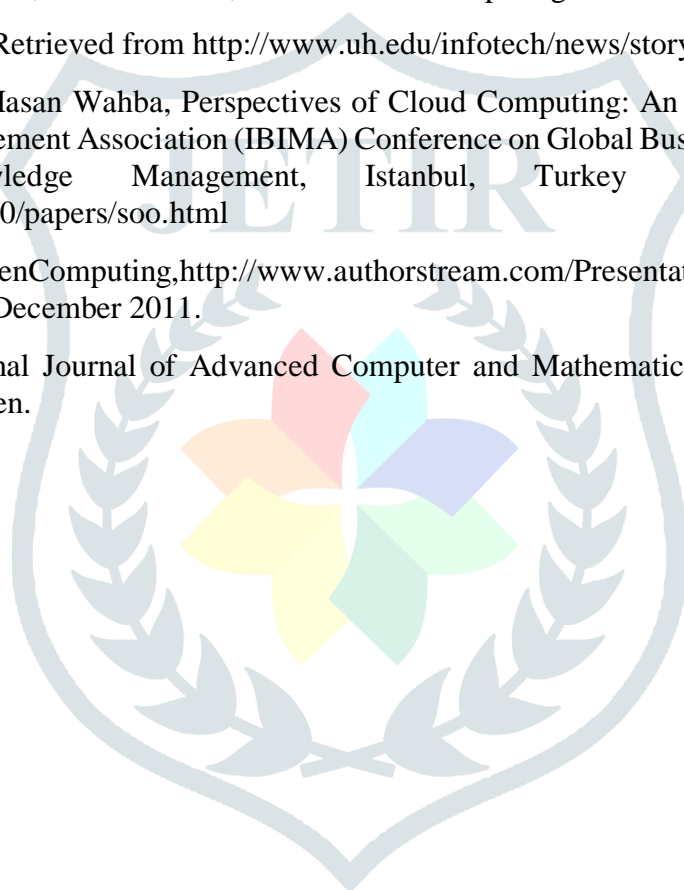 Retrieved from http://www.uh.edu/infotech/news/story
Hasan Wahba, Perspectives of Cloud Computing: An
ement Association (IBIMA) Conference on Global Bus
ledge Management, Istanbul, Turkey
0/papers/soo.html
enComputing,http://www.authorstream.com/Presentat
December 2011.
nal Journal of Advanced Computer and Mathematic
en.
JETIR